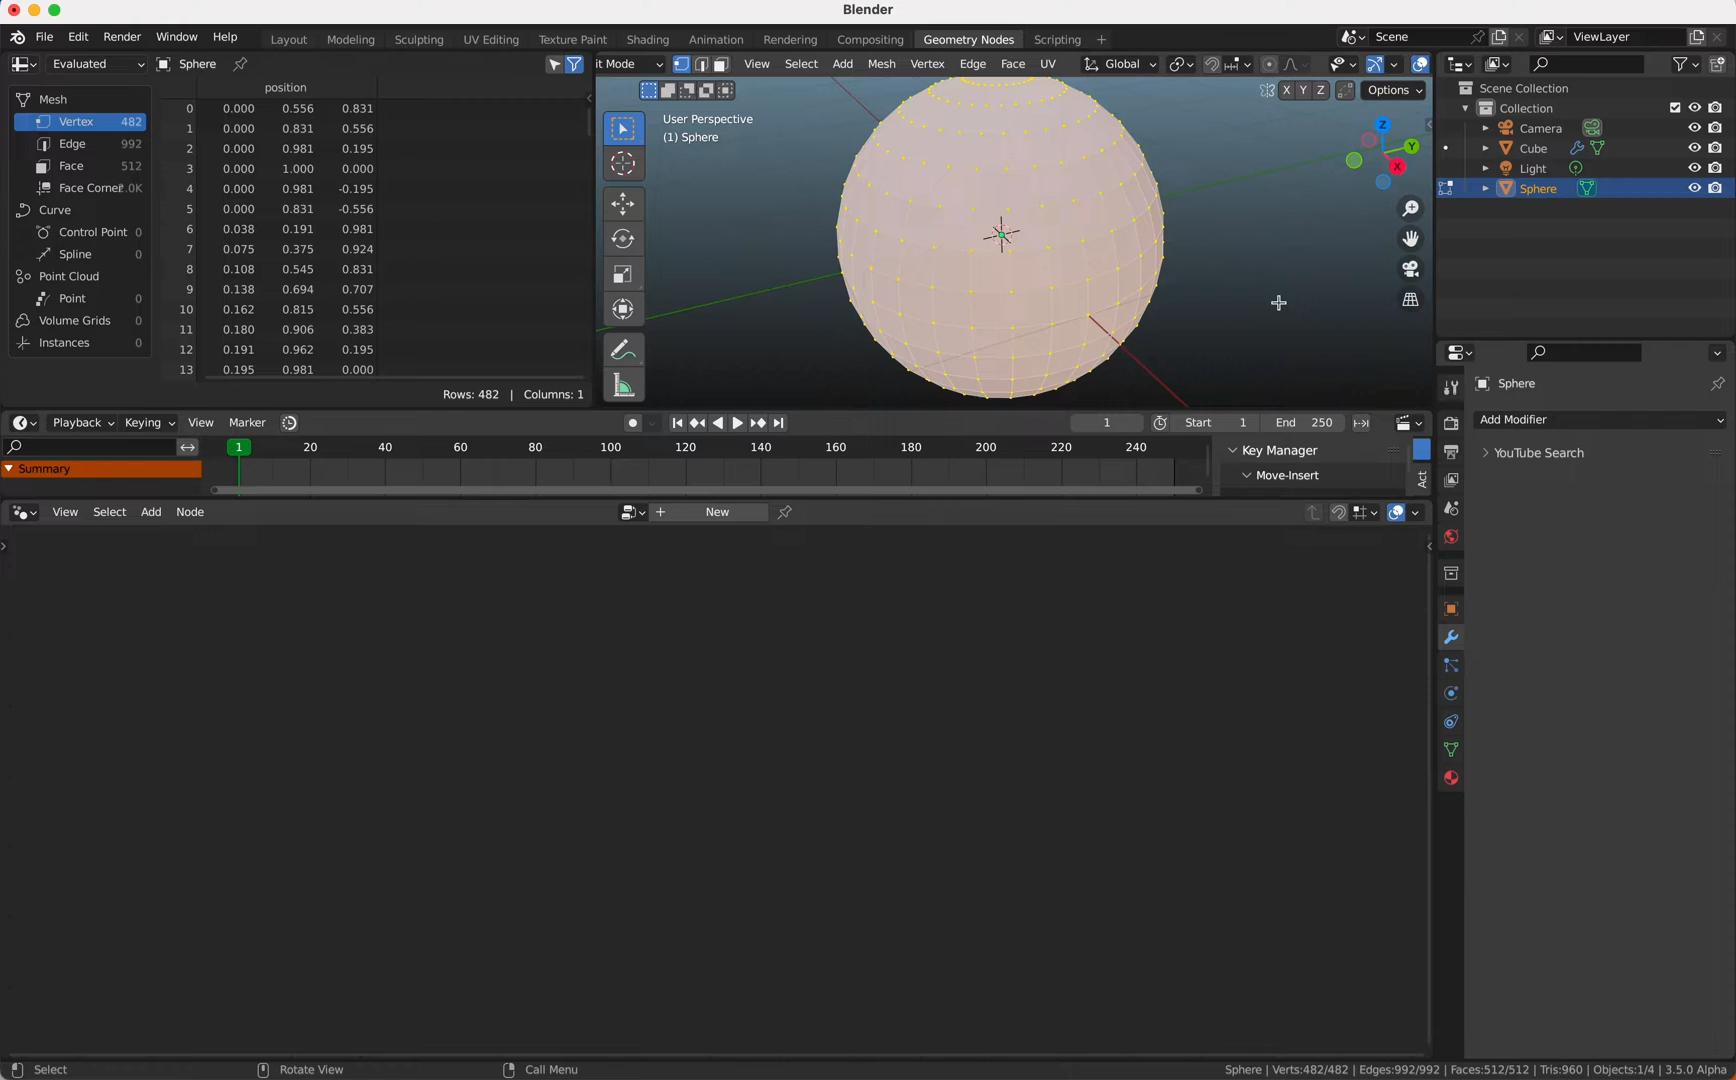 Blender
File Edit Render Window Help Layout Modeling Sculpting UV Editing Texture Paint Shading Animation Rendering Compositing Geometry Nodes Scripting + Scene ViewLayer
Evaluated Sphere it Mode View Select Add Mesh Vertex Edge Face UV Global
position X Y Z Options
Mesh
Vertex 482
Edge 992
Face 512
Face Corner 2.0K
Curve
Control Point 0
Spline 0
Point Cloud
Point 0
Volume Grids 0
Instances 0
0 0.000 0.556 0.831
1 0.000 0.831 0.556
2 0.000 0.981 0.195
3 0.000 1.000 0.000
4 0.000 0.981 -0.195
5 0.000 0.831 -0.556
6 0.038 0.191 0.981
7 0.075 0.375 0.924
8 0.108 0.545 0.831
9 0.138 0.694 0.707
10 0.162 0.815 0.556
11 0.180 0.906 0.383
12 0.191 0.962 0.195
13 0.195 0.981 0.000
Rows: 482 | Columns: 1
User Perspective
(1) Sphere
Z
Y
X
Scene Collection
Collection
Camera
Cube
Light
Sphere
Sphere
Add Modifier
YouTube Search
Playback Keying View Marker 1 Start 1 End 250
1 20 40 60 80 100 120 140 160 180 200 220 240
Summary
Key Manager
Move-Insert
Act
View Select Add Node + New
Select Rotate View Call Menu Sphere | Verts:482/482 | Edges:992/992 | Faces:512/512 | Tris:960 | Objects:1/4 | 3.5.0 Alpha